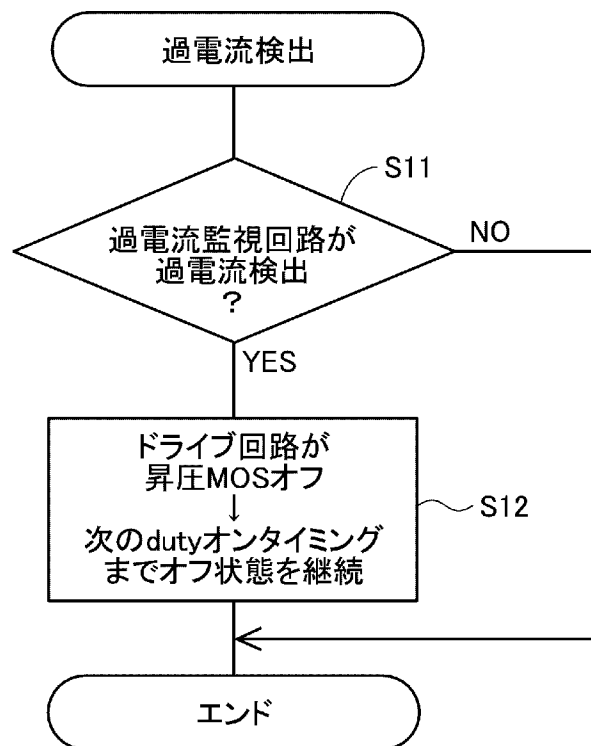 過電流検出
S11
過電流監視回路が
過電流検出
?
NO
YES
ドライブ回路が
昇圧MOSオフ
↓
次のdutyオンタイミング
までオフ状態を継続
S12
エンド